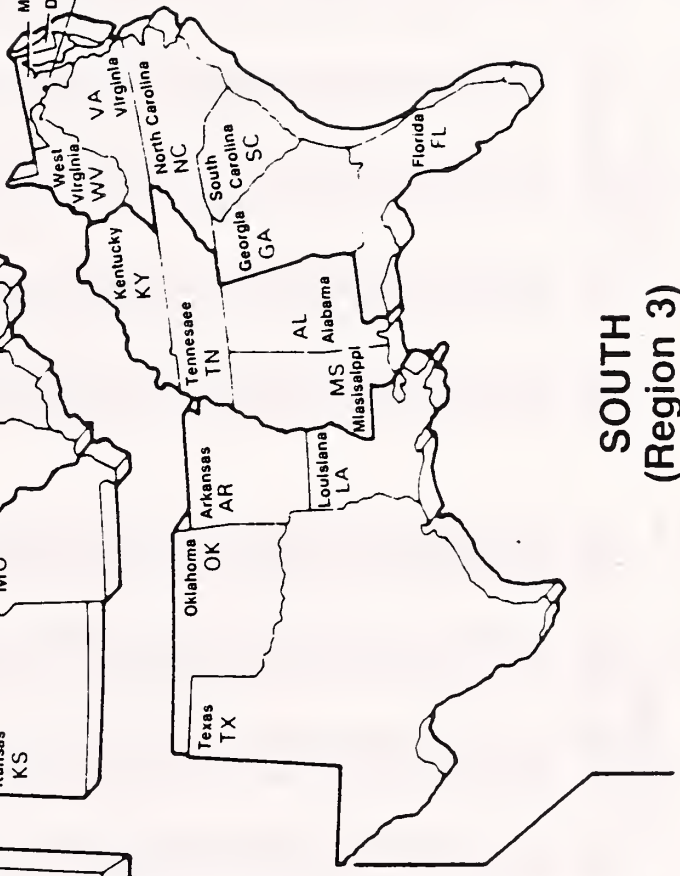 KS
MO
M
D
West
Virginia
WV
VA
Virginia
Kentucky
KY
North Carolina
NC
Tennessee
TN
South
Carolina
SC
Oklahoma
OK
Arkansas
AR
Georgia
GA
Texas
TX
AL
Alabama
MS
Mississippi
Louisiana
LA
Florida
FL
SOUTH
(Region 3)